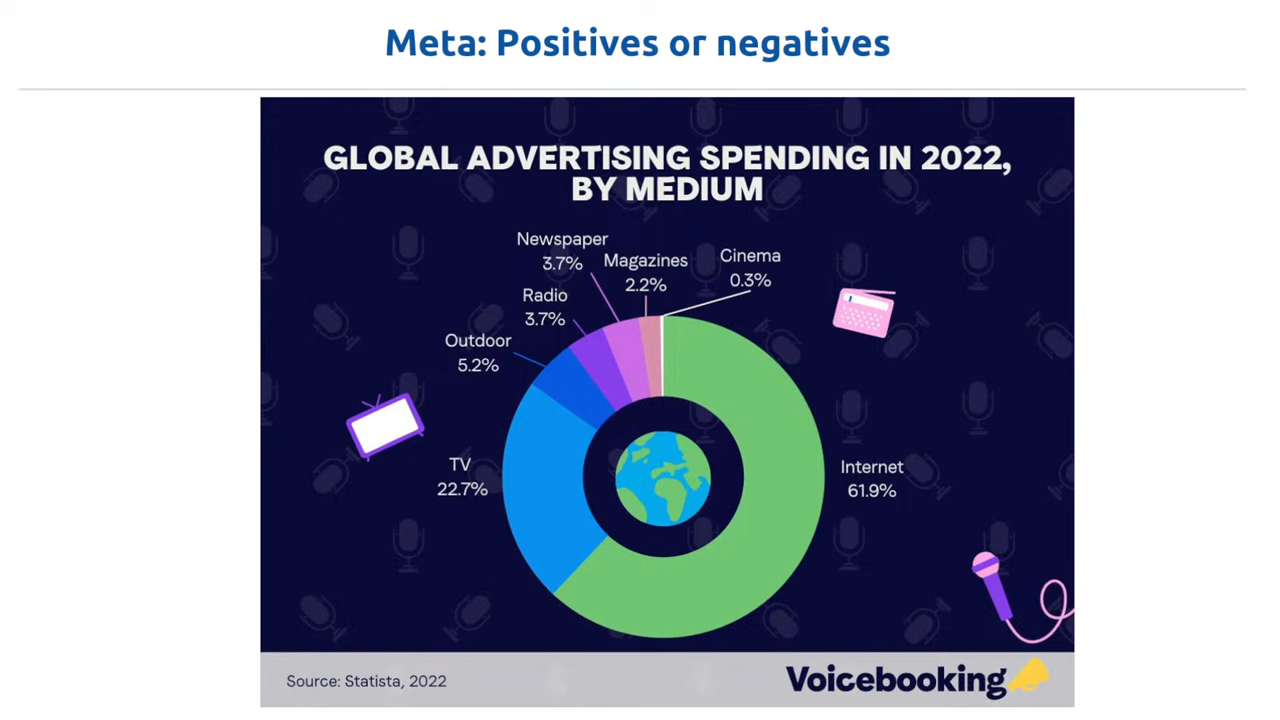 Meta: Positives or negatives
GLOBAL ADVERTISING SPENDING IN 2022,
BY MEDIUM
Newspaper
3.7%
Magazines
2.2%
Cinema
0.3%
Radio
3.7%
Outdoor
5.2%
TV
22.7%
Internet
61.9%
Source: Statista, 2022
Voicebooking